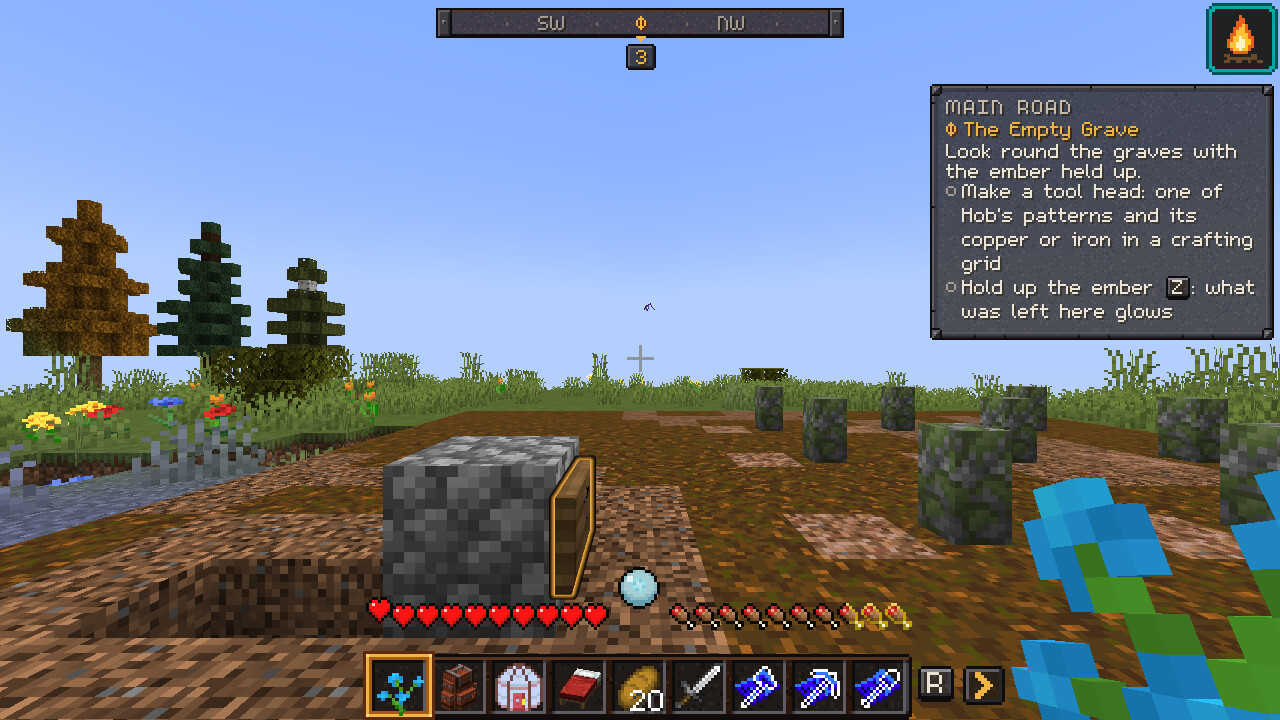 SW NW
3
MAIN ROAD
The Empty Grave
Look round the graves with
the ember held up.
Make a tool head: one of
Hob's patterns and its
copper or iron in a crafting
grid
Hold up the ember Z: what
was left here glows
20
R